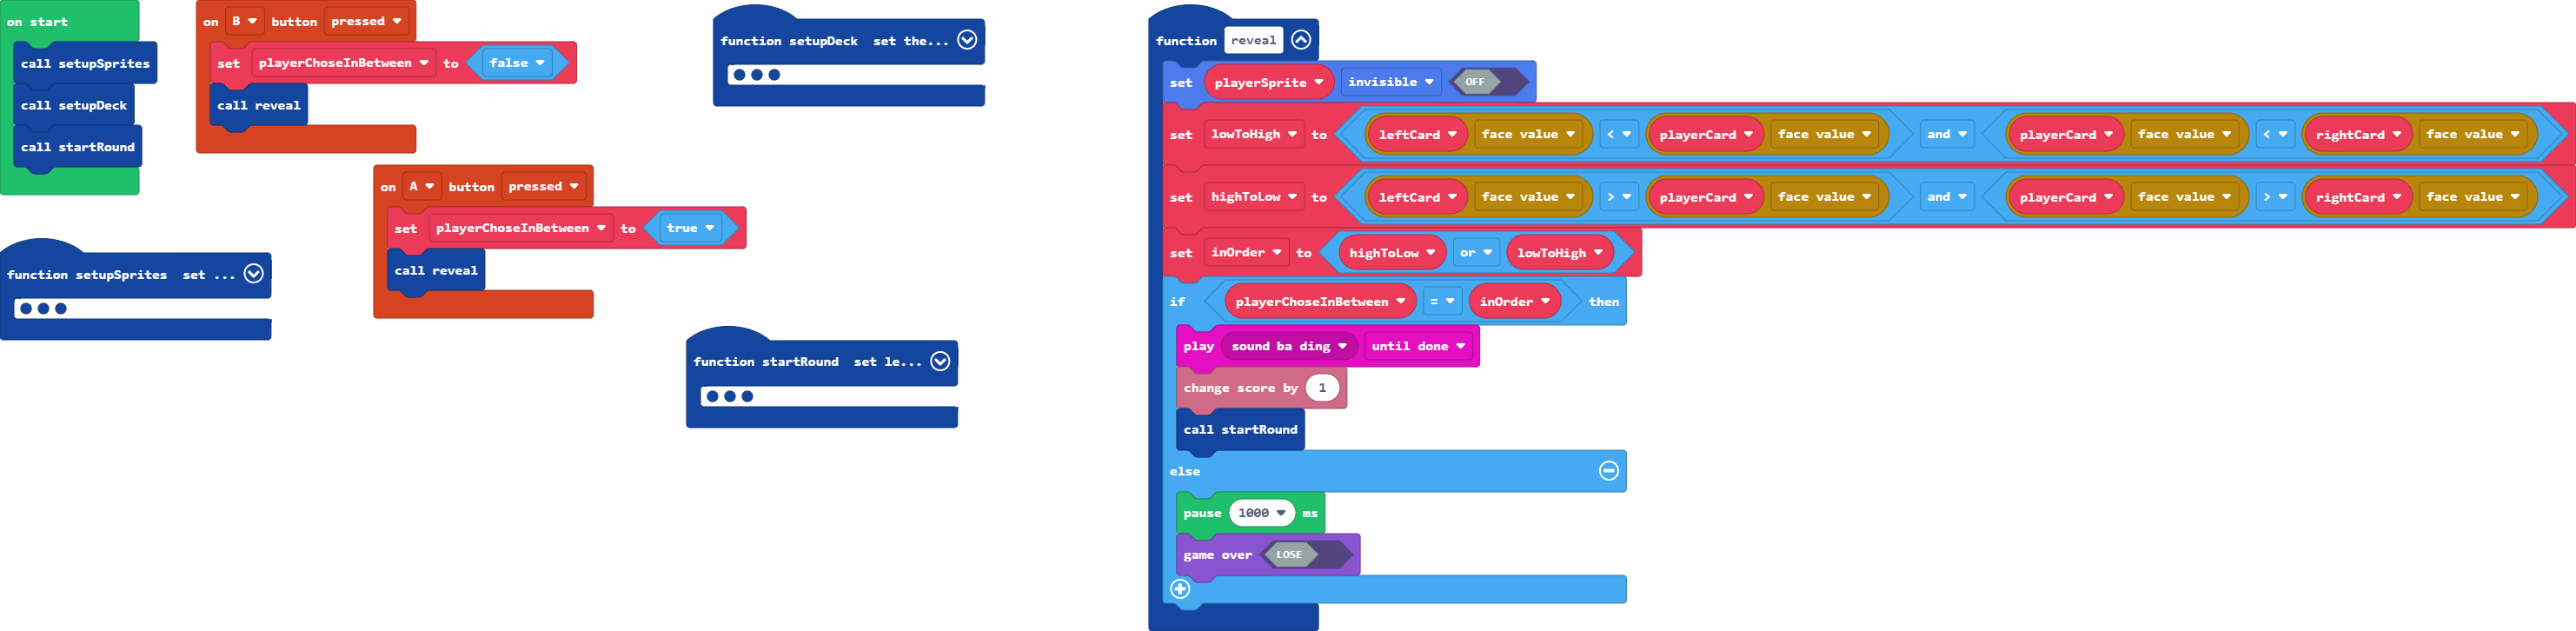 on start
call setupSprites
call setupDeck
call startRound
on B button pressed
set playerChoseInBetween to false
call reveal
on A button pressed
set playerChoseInBetween to true
call reveal
function setupSprites set ...
function setupDeck set the...
function startRound set le...
function reveal
set playerSprite invisible OFF
set lowToHigh to leftCard face value < playerCard face value and playerCard face value < rightCard face value
set highToLow to leftCard face value > playerCard face value and playerCard face value > rightCard face value
set inOrder to highToLow or lowToHigh
if playerChoseInBetween = inOrder then
play sound ba ding until done
change score by 1
call startRound
else
pause 1000 ms
game over LOSE